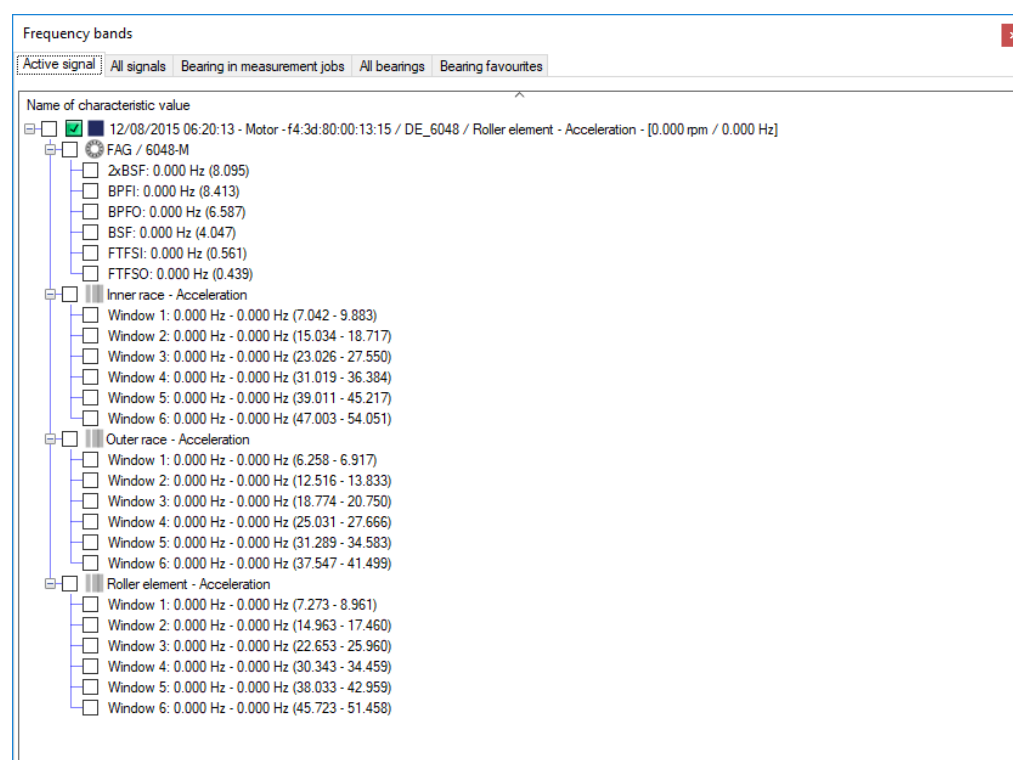 Frequency bands
Active signal All signals Bearing in measurement jobs All bearings Bearing favourites
Name of characteristic value
12/08/2015 06:20:13 - Motor - f4:3d:80:00:13:15 / DE_6048 / Roller element - Acceleration - [0.000 rpm / 0.000 Hz]
FAG / 6048-M
2xBSF: 0.000 Hz (8.095)
BPFI: 0.000 Hz (8.413)
BPFO: 0.000 Hz (6.587)
BSF: 0.000 Hz (4.047)
FTFSI: 0.000 Hz (0.561)
FTFSO: 0.000 Hz (0.439)
Inner race - Acceleration
Window 1: 0.000 Hz - 0.000 Hz (7.042 - 9.883)
Window 2: 0.000 Hz - 0.000 Hz (15.034 - 18.717)
Window 3: 0.000 Hz - 0.000 Hz (23.026 - 27.550)
Window 4: 0.000 Hz - 0.000 Hz (31.019 - 36.384)
Window 5: 0.000 Hz - 0.000 Hz (39.011 - 45.217)
Window 6: 0.000 Hz - 0.000 Hz (47.003 - 54.051)
Outer race - Acceleration
Window 1: 0.000 Hz - 0.000 Hz (6.258 - 6.917)
Window 2: 0.000 Hz - 0.000 Hz (12.516 - 13.833)
Window 3: 0.000 Hz - 0.000 Hz (18.774 - 20.750)
Window 4: 0.000 Hz - 0.000 Hz (25.031 - 27.666)
Window 5: 0.000 Hz - 0.000 Hz (31.289 - 34.583)
Window 6: 0.000 Hz - 0.000 Hz (37.547 - 41.499)
Roller element - Acceleration
Window 1: 0.000 Hz - 0.000 Hz (7.273 - 8.961)
Window 2: 0.000 Hz - 0.000 Hz (14.963 - 17.460)
Window 3: 0.000 Hz - 0.000 Hz (22.653 - 25.960)
Window 4: 0.000 Hz - 0.000 Hz (30.343 - 34.459)
Window 5: 0.000 Hz - 0.000 Hz (38.033 - 42.959)
Window 6: 0.000 Hz - 0.000 Hz (45.723 - 51.458)